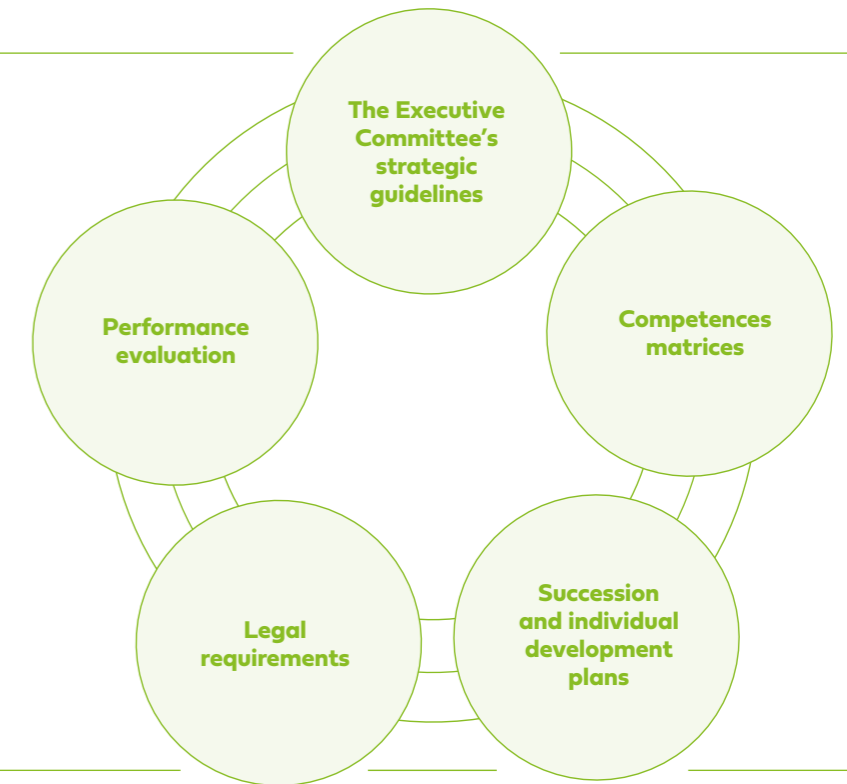 The Executive
Committee’s
strategic
guidelines
Performance
evaluation
Competences
matrices
Legal
requirements
Succession
and individual
development
plans